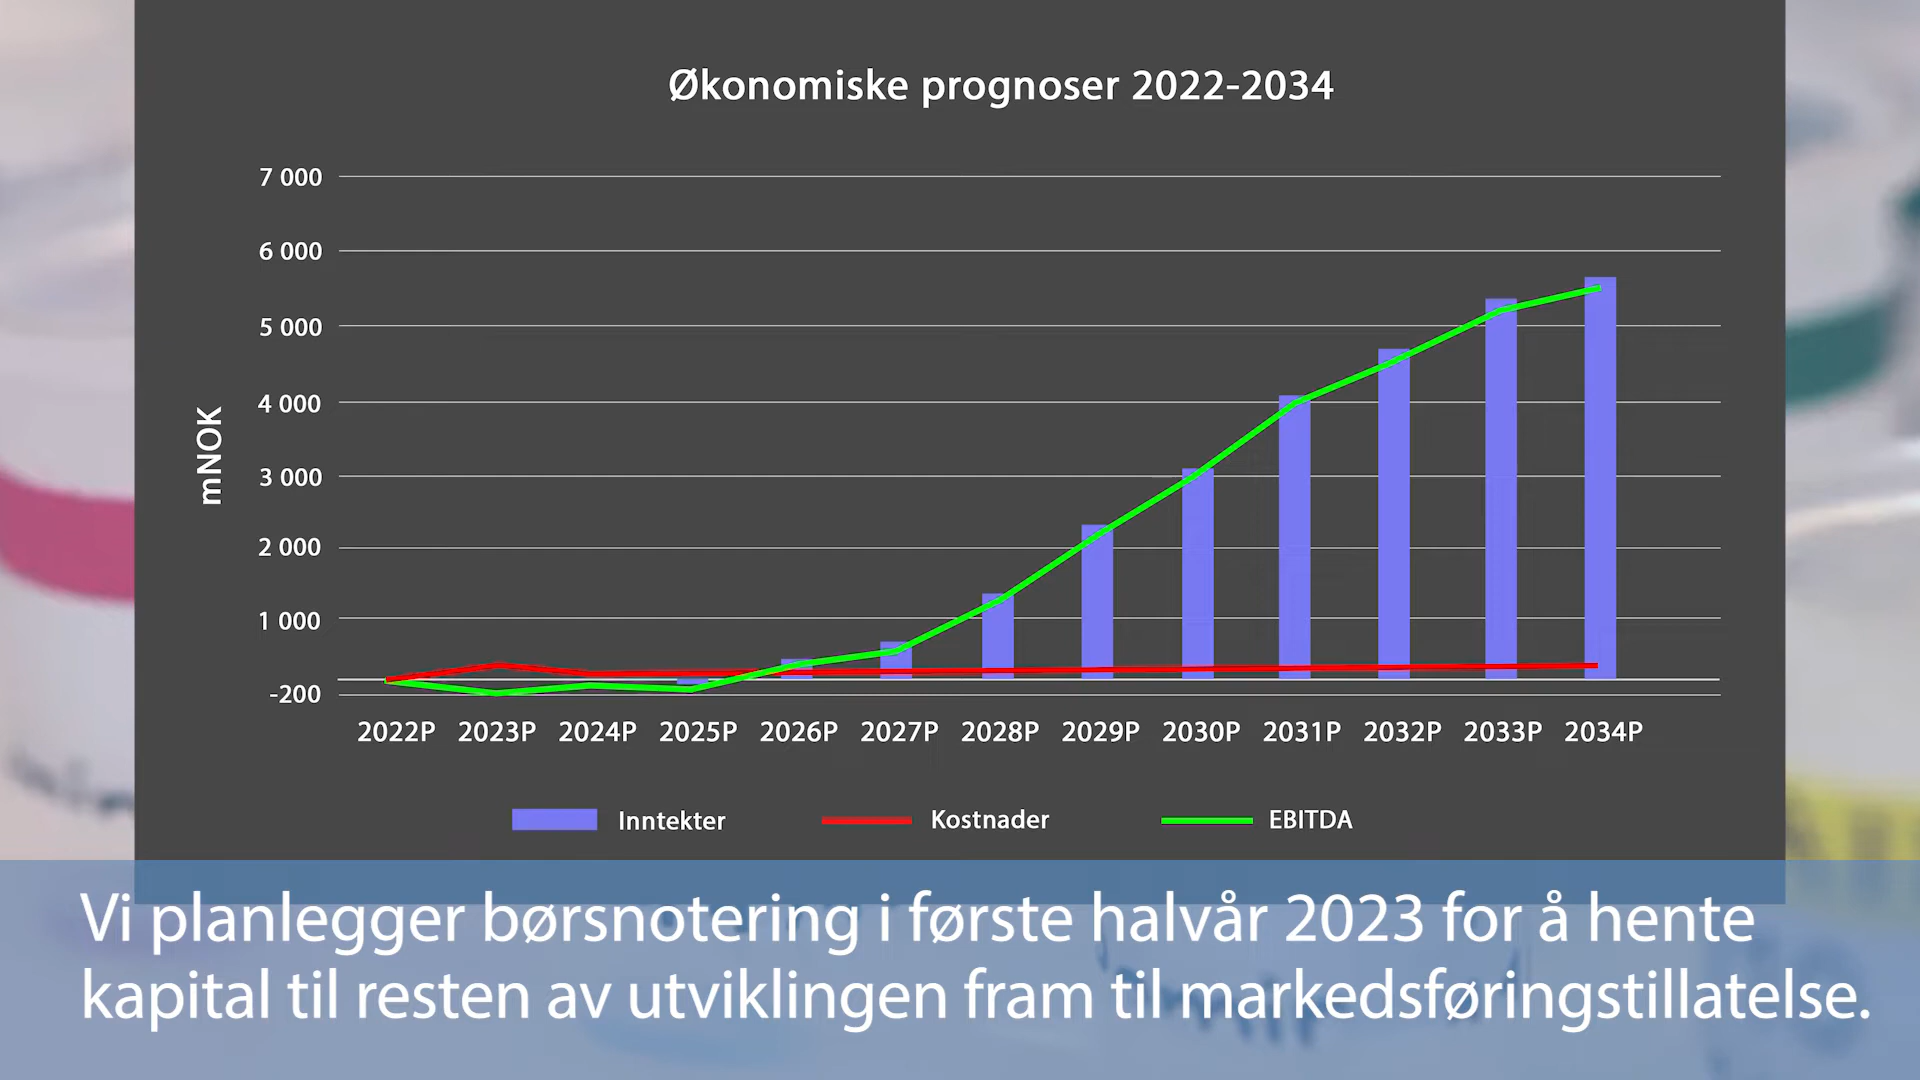 Økonomiske prognoser 2022-2034
7 000
6 000
5 000
4 000
3 000
2 000
1 000
-200
mNOK
2022P 2023P 2024P 2025P 2026P 2027P 2028P 2029P 2030P 2031P 2032P 2033P 2034P
Inntekter Kostnader EBITDA
Vi planlegger børsnotering i første halvår 2023 for å hente
kapital til resten av utviklingen fram til markedsføringstillatelse.